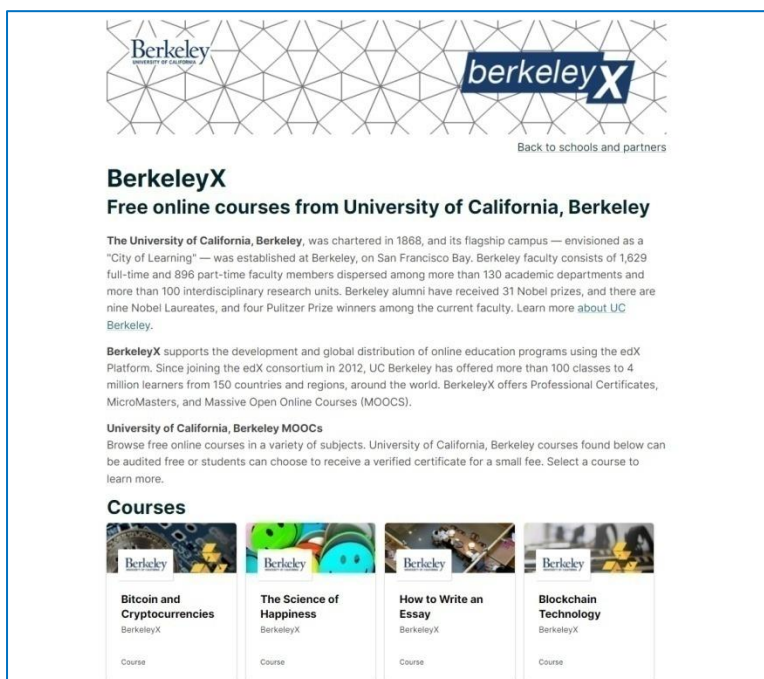 Berkeley
UNIVERSITY OF CALIFORNIA
berkeleyX
Back to schools and partners
BerkeleyX
Free online courses from University of California, Berkeley
The University of California, Berkeley, was chartered in 1868, and its flagship campus — envisioned as a
"City of Learning" — was established at Berkeley, on San Francisco Bay. Berkeley faculty consists of 1,629
full-time and 896 part-time faculty members dispersed among more than 130 academic departments and
more than 100 interdisciplinary research units. Berkeley alumni have received 31 Nobel prizes, and there are
nine Nobel Laureates, and four Pulitzer Prize winners among the current faculty. Learn more about UC
Berkeley.
BerkeleyX supports the development and global distribution of online education programs using the edX
Platform. Since joining the edX consortium in 2012, UC Berkeley has offered more than 100 classes to 4
million learners from 150 countries and regions, around the world. BerkeleyX offers Professional Certificates,
MicroMasters, and Massive Open Online Courses (MOOCS).
University of California, Berkeley MOOCs
Browse free online courses in a variety of subjects. University of California, Berkeley courses found below can
be audited free or students can choose to receive a verified certificate for a small fee. Select a course to
learn more.
Courses
Berkeley
Bitcoin and
Cryptocurrencies
BerkeleyX
Course
Berkeley
The Science of
Happiness
BerkeleyX
Course
Berkeley
How to Write an
Essay
BerkeleyX
Course
Berkeley
Blockchain
Technology
BerkeleyX
Course